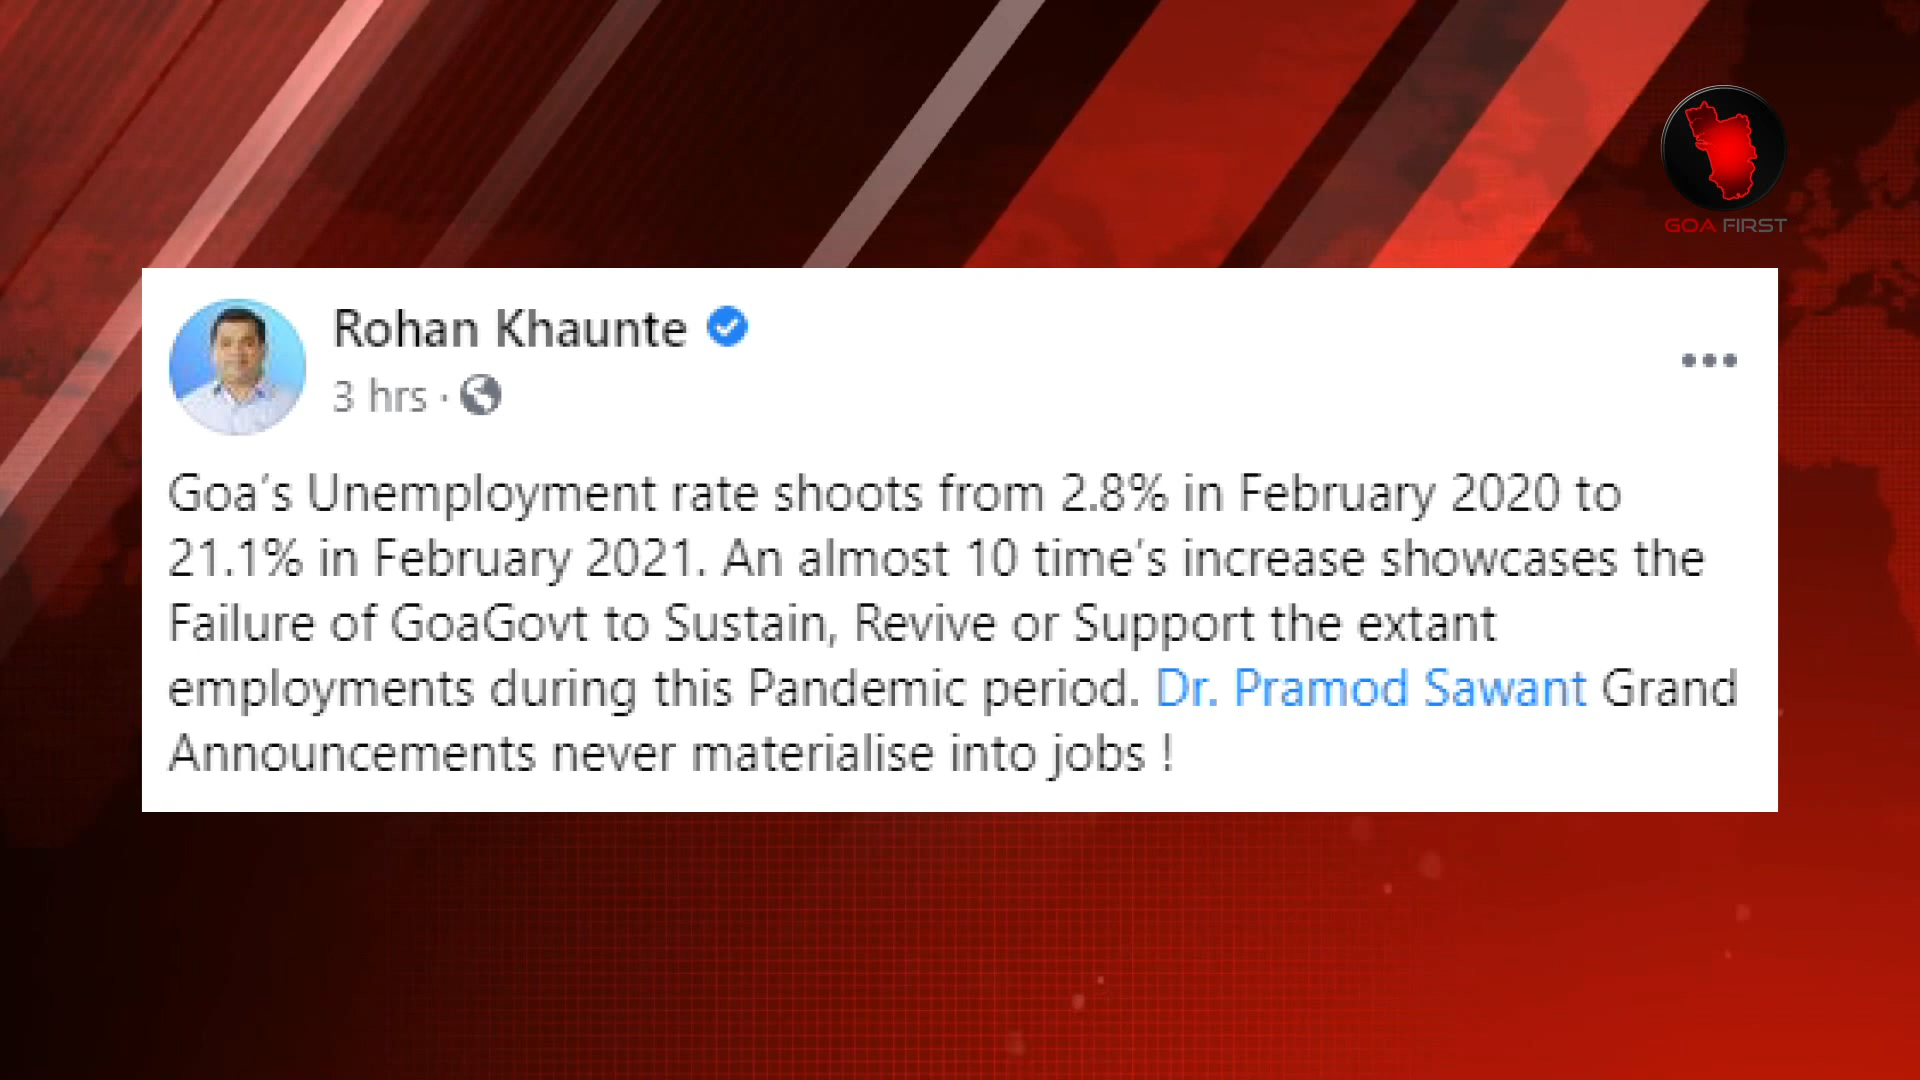 GOA FIRST
Rohan Khaunte
3 hrs ·
Goa's Unemployment rate shoots from 2.8% in February 2020 to
21.1% in February 2021. An almost 10 time's increase showcases the
Failure of GoaGovt to Sustain, Revive or Support the extant
employments during this Pandemic period. Dr. Pramod Sawant Grand
Announcements never materialise into jobs !